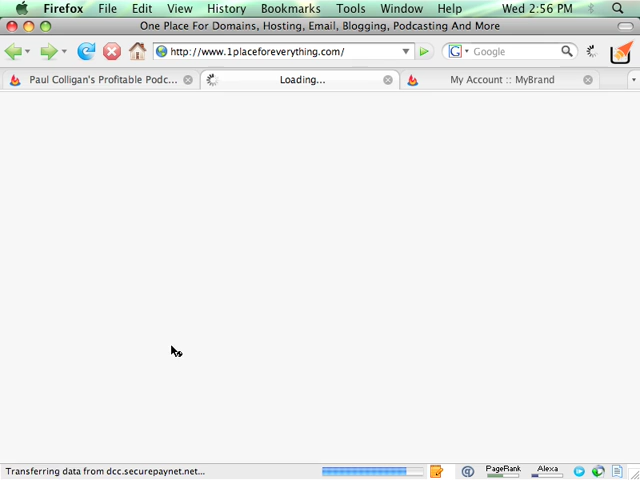 Firefox File Edit View History Bookmarks Tools Window Help Wed 2:56 PM
One Place For Domains, Hosting, Email, Blogging, Podcasting And More
http://www.1placeforeverything.com/ G Google
Paul Colligan's Profitable Podc... Loading... My Account :: MyBrand
Transferring data from dcc.securepaynet.net... @ PageRank Alexa